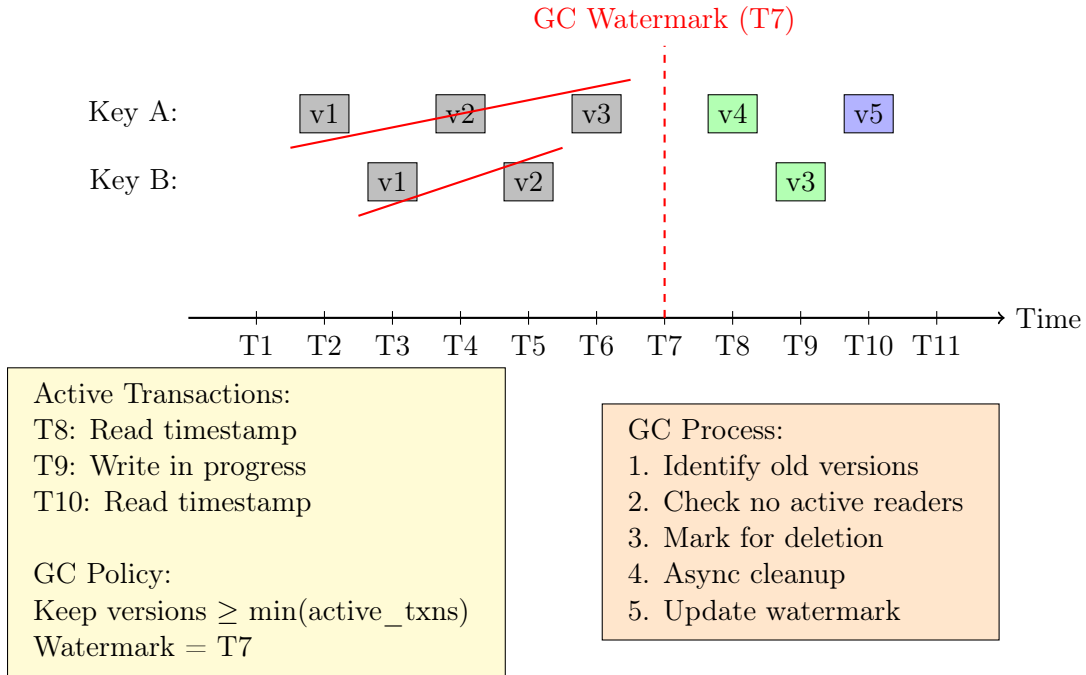 GC Watermark (T7)
Key A:
v1
v2
v3
v4
v5
Key B:
v1
v2
v3
Time
T1
T2
T3
T4
T5
T6
T7
T8
T9
T10
T11
Active Transactions:
T8: Read timestamp
T9: Write in progress
T10: Read timestamp
GC Policy:
Keep versions ≥ min(active_txns)
Watermark = T7
GC Process:
1. Identify old versions
2. Check no active readers
3. Mark for deletion
4. Async cleanup
5. Update watermark